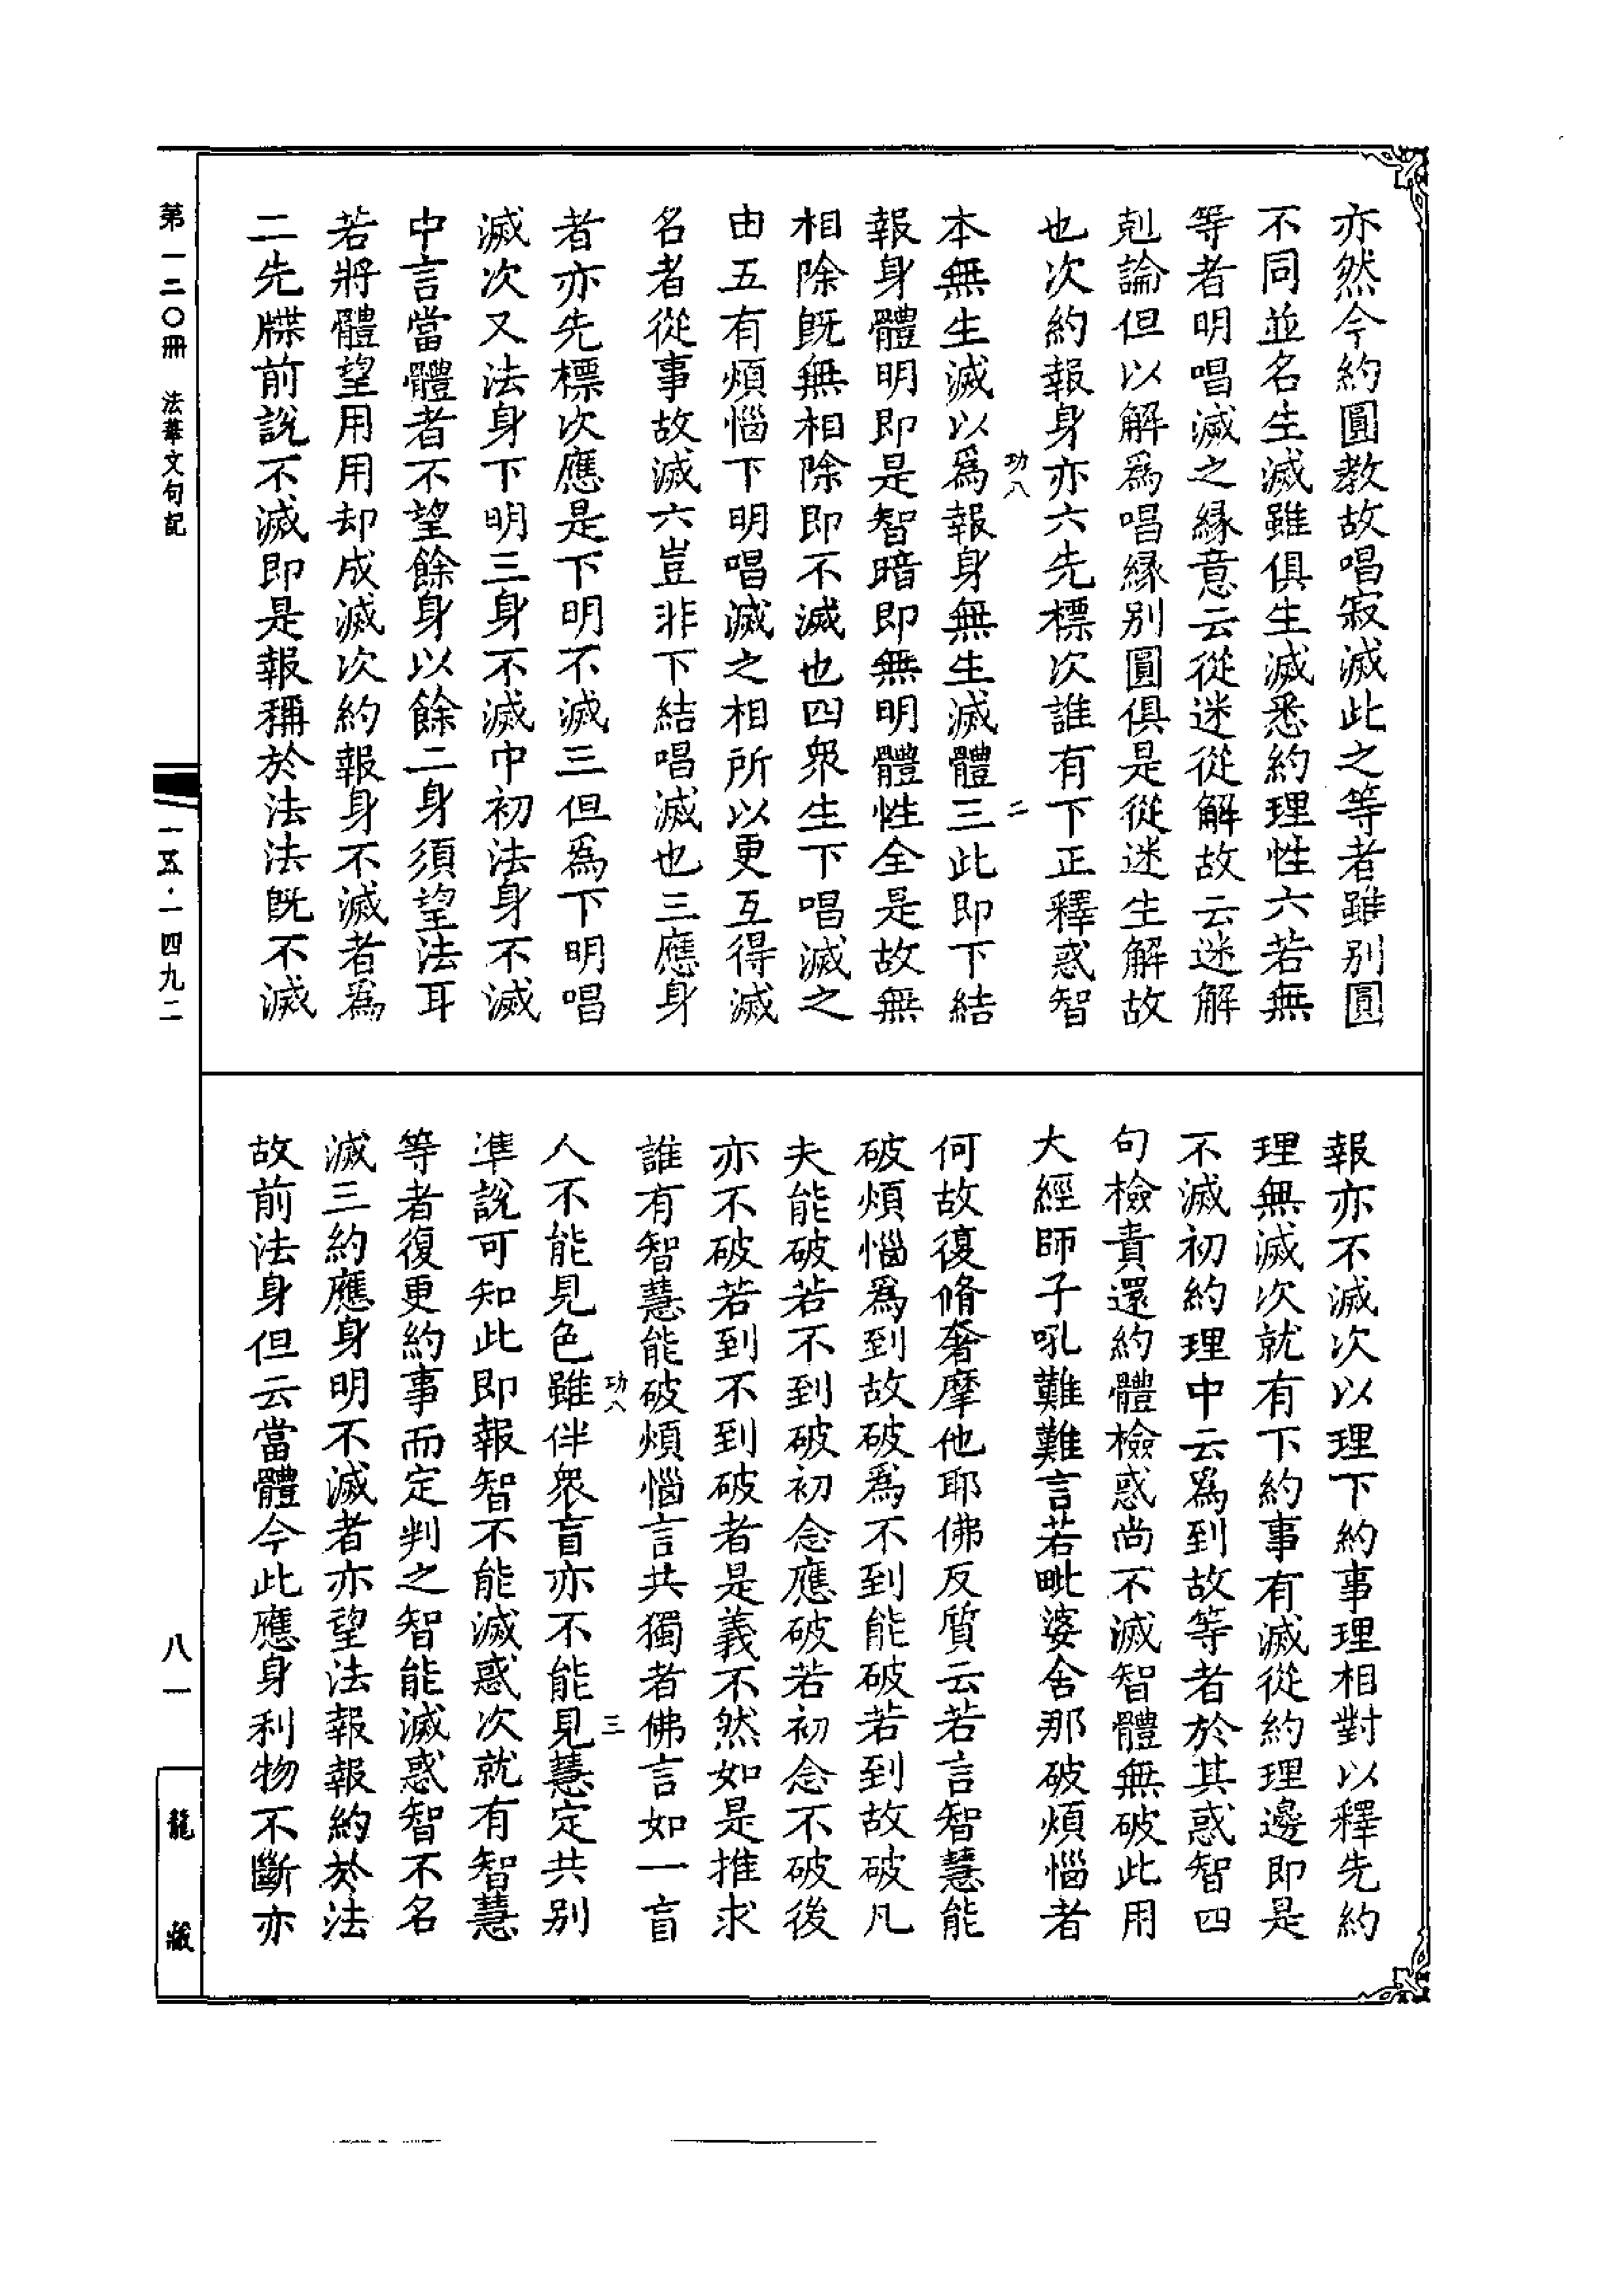 亦然今約圓教故唱寂滅此之等者雖别圓
不同並名生滅雖俱生滅悉約理性六若無
等者明唱滅之緣意云從迷從解故云迷解
剋論但以解爲唱緣别圓俱是從迷生解故
也次約報身亦六先標次誰有下正釋惑智
功八 二
本無生滅以爲報身無生滅體三此即下結
報身體明即是智暗即無明體性全是故無
相除旣無相除即不滅也四衆生下唱滅之
由五有煩惱下明唱滅之相所以更互得滅
名者從事故滅六豈非下結唱滅也三應身
者亦先標次應是下明不滅三但爲下明唱
滅次又法身下明三身不滅中初法身不滅
中言當體者不望餘身以餘二身須望法耳
若將體望用用却成滅次約報身不滅者爲
二先牒前説不滅即是報稱於法法旣不滅
報亦不滅次以理下約事理相對以釋先約
理無滅次就有下約事有滅從約理邊即是
不滅初約理中云爲到故等者於其惑智四
句檢責還約體檢惑尚不滅智體無破此用
大經師子吼難難言若毗婆舍那破煩惱者
何故復脩奢摩他耶佛反質云若言智慧能
破煩惱爲到故破爲不到能破若到故破凡
夫能破若不到破初念應破若初念不破後
亦不破若到不到破者是義不然如是推求
誰有智慧能破煩惱言共獨者佛言如一盲
功八 三
人不能見色雖伴衆盲亦不能見慧定共别
準説可知此即報智不能滅惑次就有智慧
等者復更約事而定判之智能滅惑智不名
滅三約應身明不滅者亦望法報報約於法
故前法身但云當體今此應身利物不斷亦
第一二〇冊 法華文句記
一五·一四九二
八一
龍藏